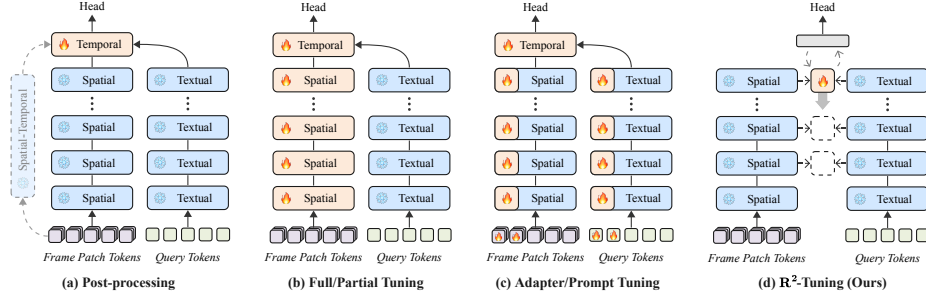 Head
Temporal
Spatial-Temporal
Spatial
Textual
Spatial
Textual
Spatial
Textual
Spatial
Textual
Frame Patch Tokens
Query Tokens
(a) Post-processing
Head
Temporal
Spatial
Textual
Spatial
Textual
Spatial
Textual
Spatial
Textual
Frame Patch Tokens
Query Tokens
(b) Full/Partial Tuning
Head
Temporal
Spatial
Textual
Spatial
Textual
Spatial
Textual
Spatial
Textual
Frame Patch Tokens
Query Tokens
(c) Adapter/Prompt Tuning
Head
Spatial
Textual
Spatial
Textual
Spatial
Textual
Spatial
Textual
Frame Patch Tokens
Query Tokens
(d) R²-Tuning (Ours)